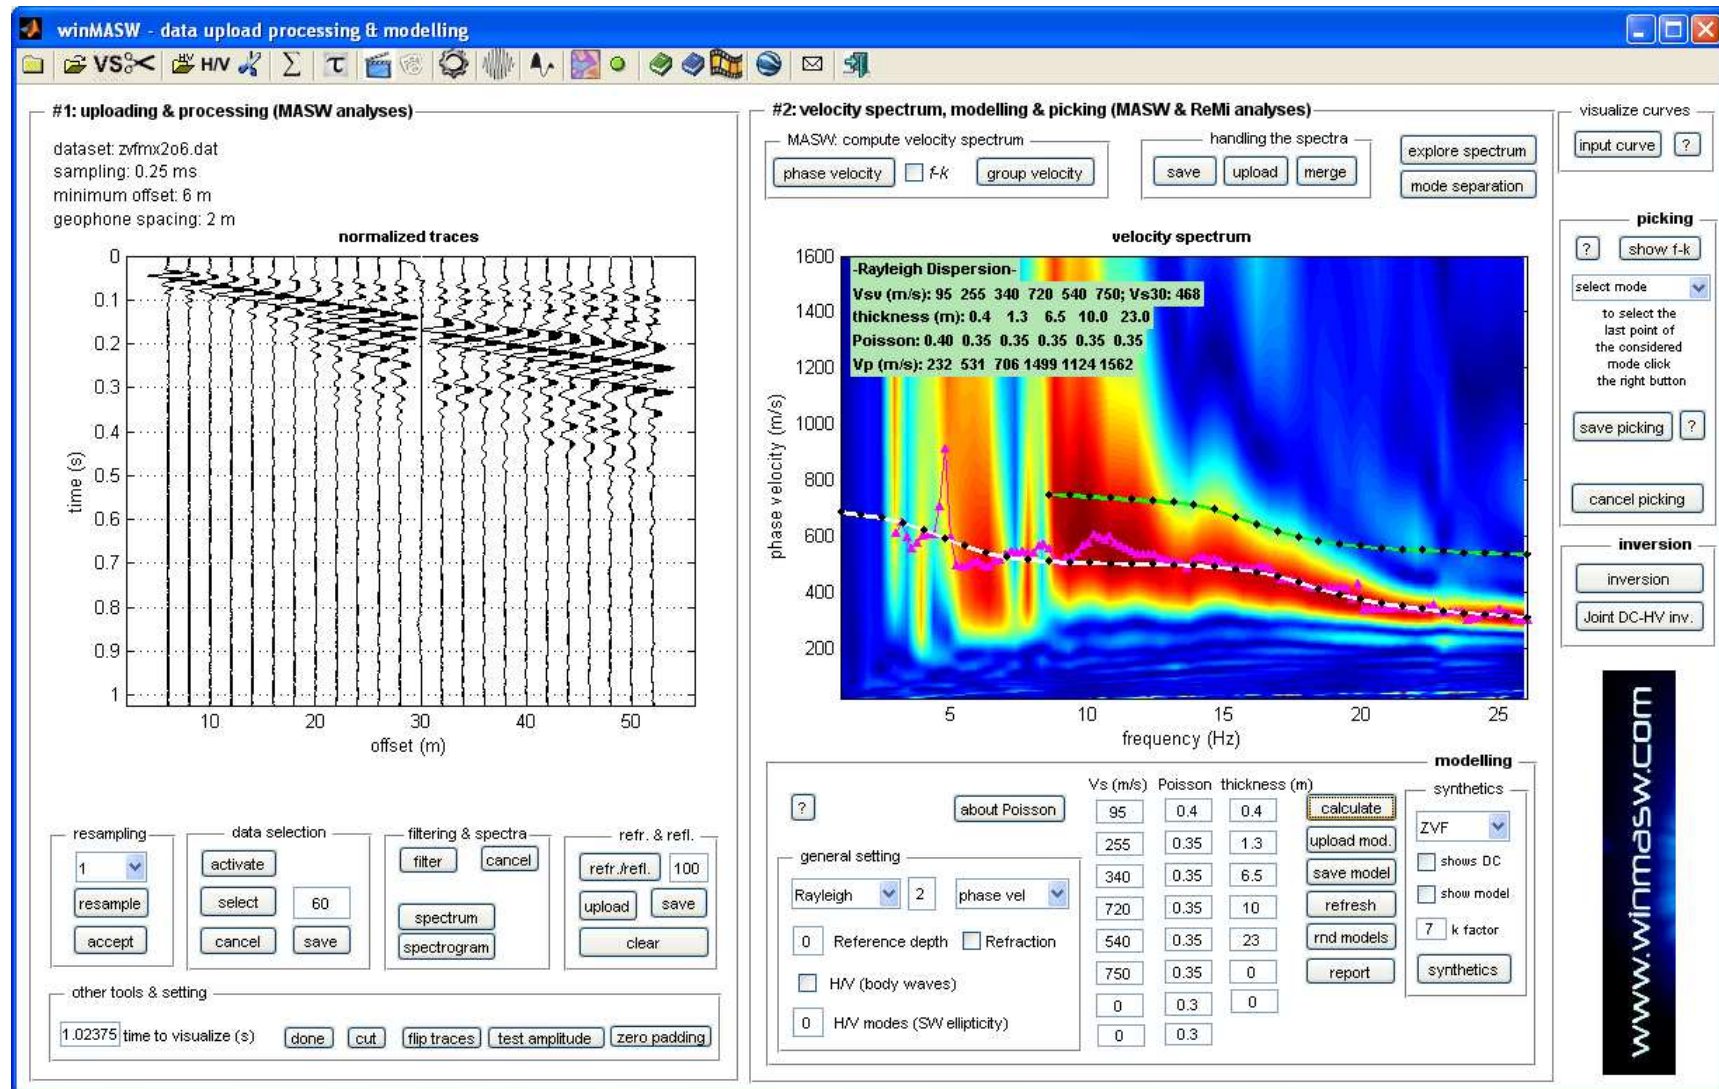 winMASW - data upload processing & modelling
VS
H/V
Σ
τ
#1: uploading & processing (MASW analyses)
dataset: zvfmx2o6.dat
sampling: 0.25 ms
minimum offset: 6 m
geophone spacing: 2 m
normalized traces
0
0.1
0.2
0.3
0.4
0.5
0.6
0.7
0.8
0.9
1
time (s)
10 20 30 40 50
offset (m)
resampling
1
resample
accept
data selection
activate
select 60
cancel save
filtering & spectra
filter cancel
spectrum
spectrogram
refr. & refl.
refr./refl. 100
upload save
clear
other tools & setting
1.02375 time to visualize (s) done cut flip traces test amplitude zero padding
#2: velocity spectrum, modelling & picking (MASW & ReMi analyses)
MASW: compute velocity spectrum
phase velocity f-k group velocity
handling the spectra
save upload merge
explore spectrum
mode separation
velocity spectrum
-Rayleigh Dispersion-
Vsv (m/s): 95 255 340 720 540 750; Vs30: 468
thickness (m): 0.4 1.3 6.5 10.0 23.0
Poisson: 0.40 0.35 0.35 0.35 0.35 0.35
Vp (m/s): 232 531 706 1499 1124 1562
1600
1400
1200
1000
800
600
400
200
phase velocity (m/s)
5 10 15 20 25
frequency (Hz)
modelling
? about Poisson
general setting
Rayleigh 2 phase vel
0 Reference depth Refraction
H/V (body waves)
0 H/V modes (SW ellipticity)
Vs (m/s) Poisson thickness (m)
95 0.4 0.4
255 0.35 1.3
340 0.35 6.5
720 0.35 10
540 0.35 23
750 0.35 0
0 0.3 0
0 0.3
calculate
upload mod.
save model
refresh
rnd models
report
synthetics
ZVF
shows DC
show model
7 k factor
synthetics
visualize curves
input curve ?
picking
? show f-k
select mode
to select the
last point of
the considered
mode click
the right button
save picking ?
cancel picking
inversion
inversion
Joint DC-HV inv.
www.winmasw.com